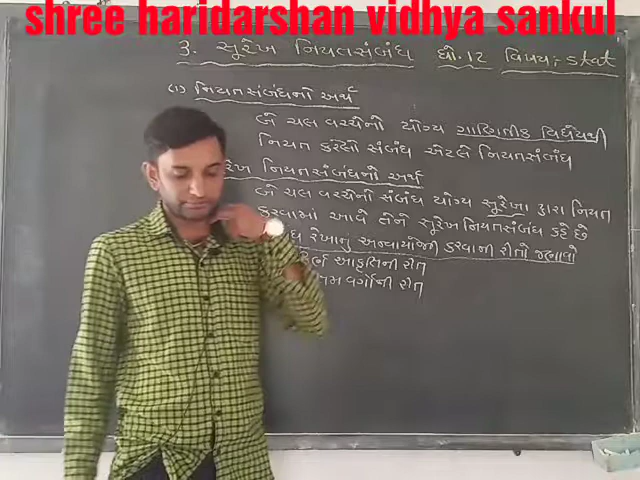 shree haridarshan vidhya sankul
3. સુરેખ નિયતસંબંધ ધો.12 વિષય:- stat
(1) નિયતસંબંધનો અર્થ
બે ચલ વચ્ચેનો યોગ્ય ગાણિતીક વિધેયથી
નિયત કરેલો સંબંધ એટલે નિયતસંબંધ
રેખ નિયતસંબંધનો અર્થ
બે ચલ વચ્ચેનો સંબંધ યોગ્ય સુરેખા દ્વારા નિયત
કરવામાં આવે તેને સુરેખ નિયતસંબંધ કહે છે
રેખાનું અન્વાયોજન કરવાની રીતો જણાવો
આકૃતિની રીત
વર્ગોની રીત